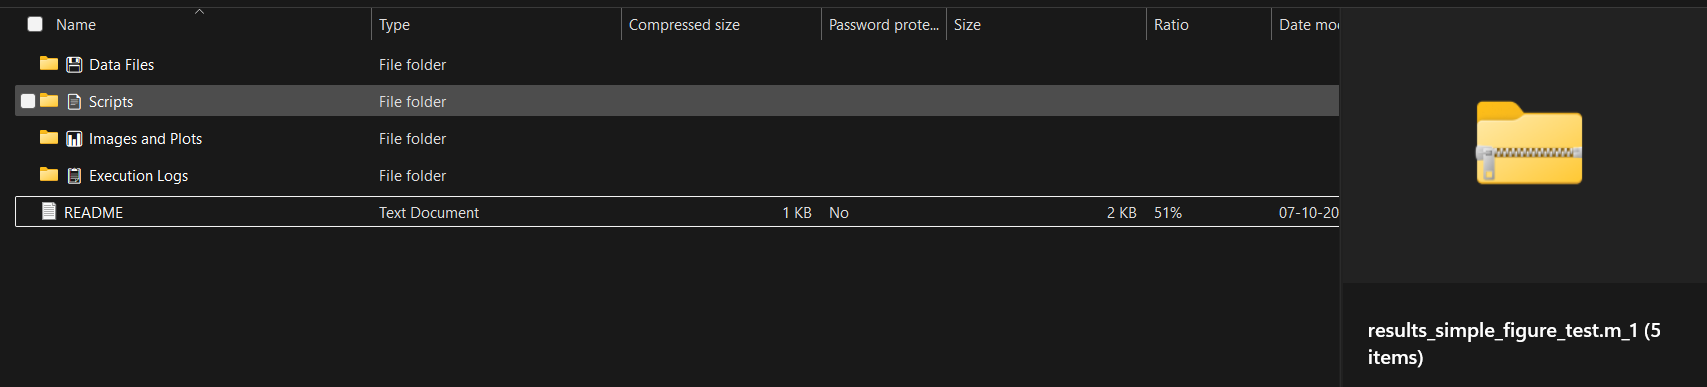 Name Type Compressed size Password prote... Size Ratio Date mo
Data Files File folder
Scripts File folder
Images and Plots File folder
Execution Logs File folder
README Text Document 1 KB No 2 KB 51% 07-10-20
results_simple_figure_test.m_1 (5
items)